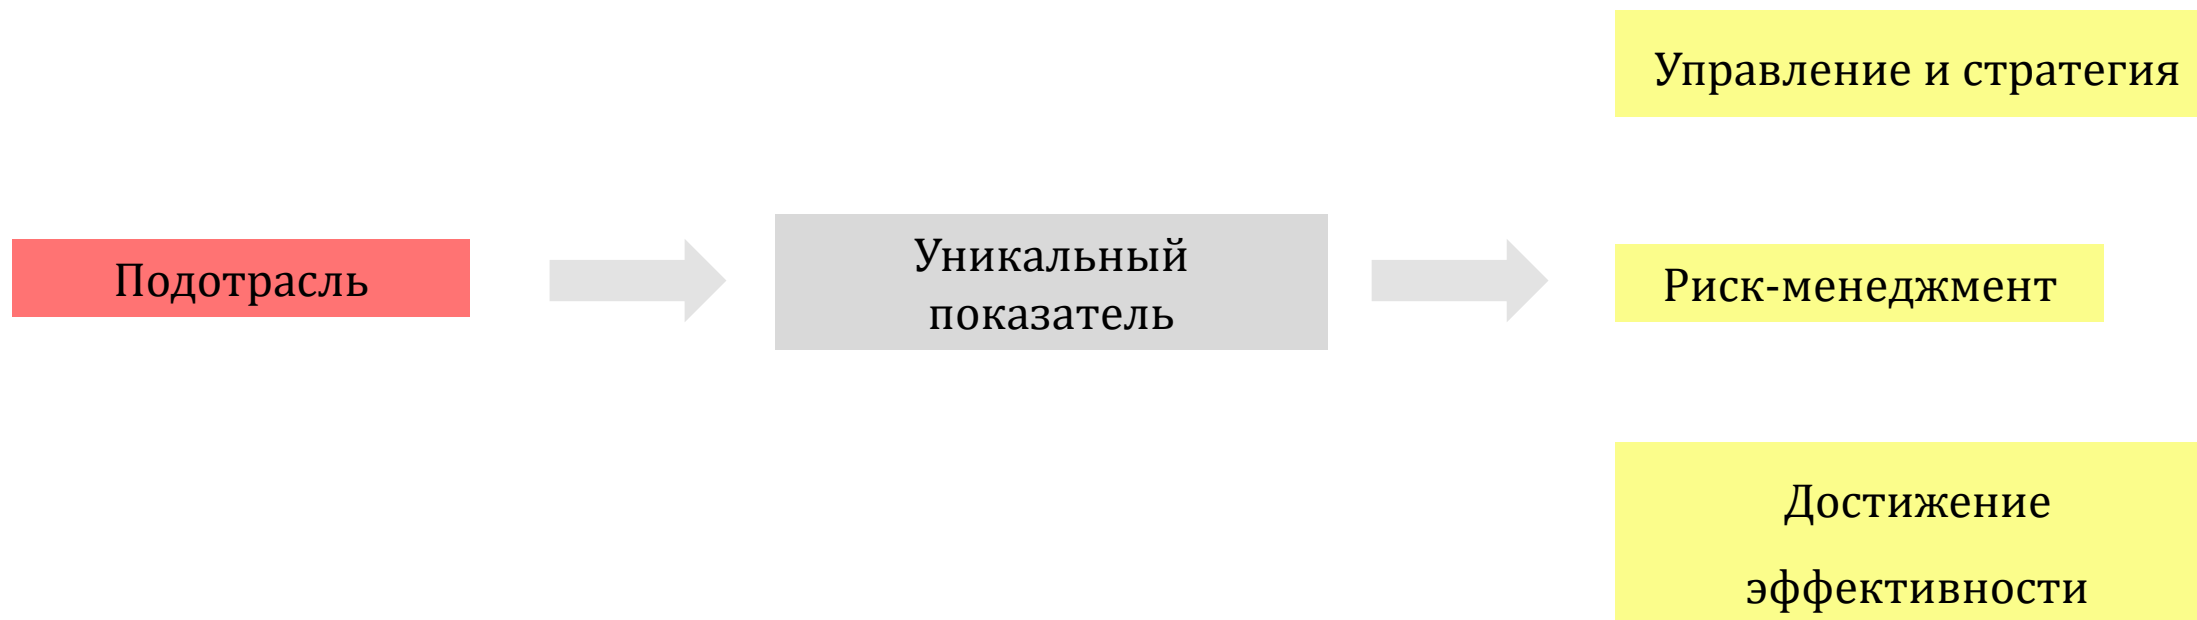 Управление и стратегия
Подотрасль
Уникальный
показатель
Риск-менеджмент
Достижение
эффективности